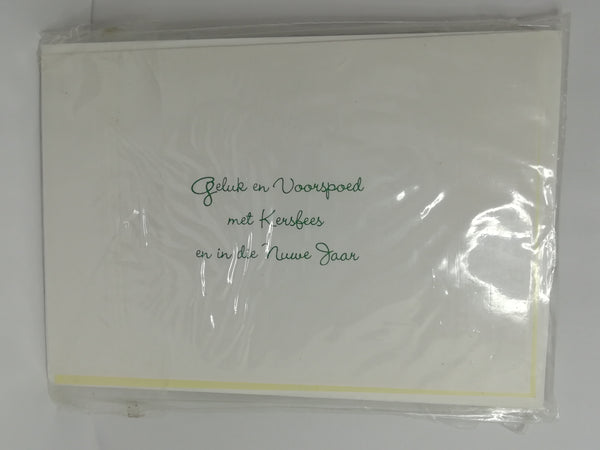 Geluk en Voorspoed
met Kersfees
en in die Nuwe Jaar